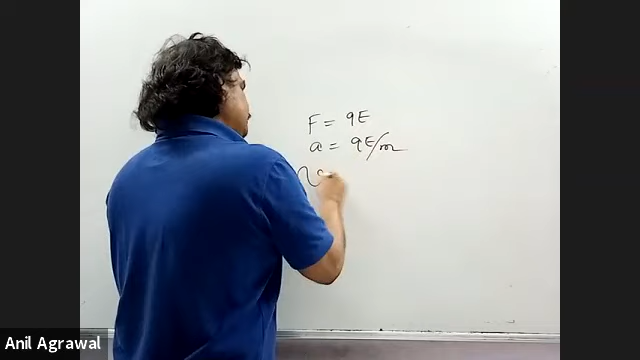 F = qE
a = qE/m
Anil Agrawal